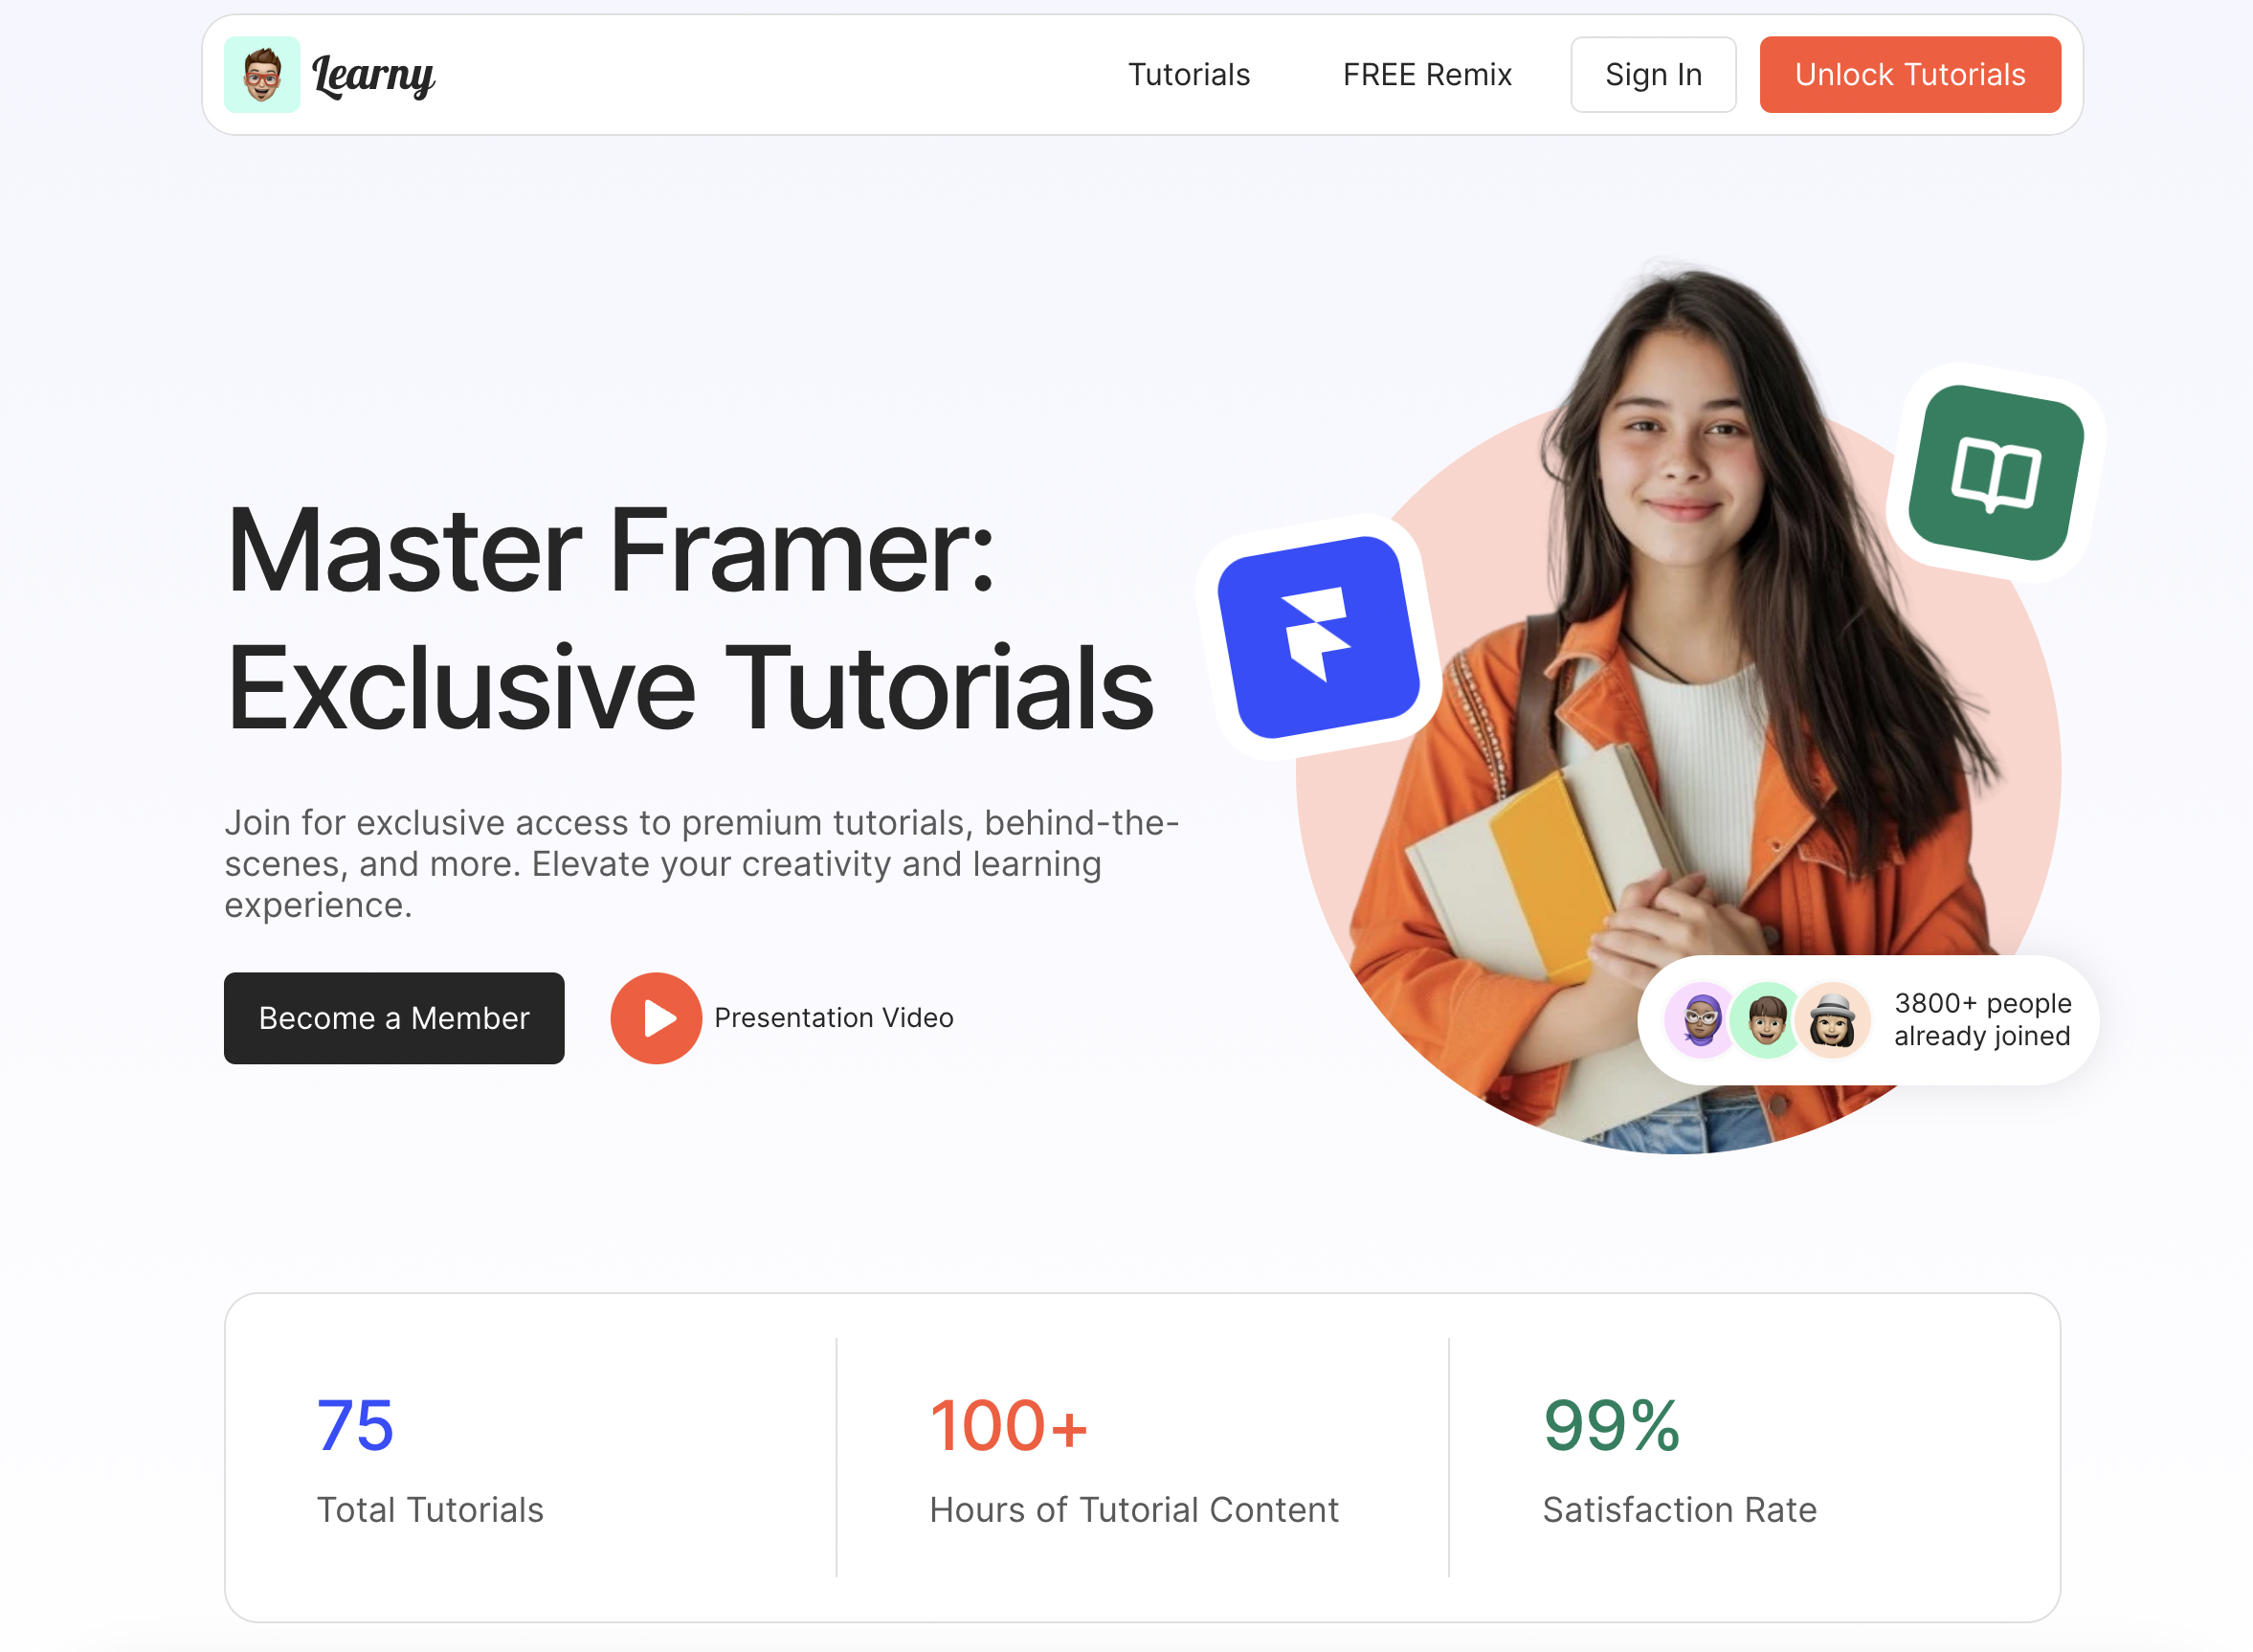 Learny
Tutorials
FREE Remix
Sign In
Unlock Tutorials
Master Framer:
Exclusive Tutorials
Join for exclusive access to premium tutorials, behind-the-
scenes, and more. Elevate your creativity and learning
experience.
Become a Member
Presentation Video
3800+ people
already joined
75
Total Tutorials
100+
Hours of Tutorial Content
99%
Satisfaction Rate